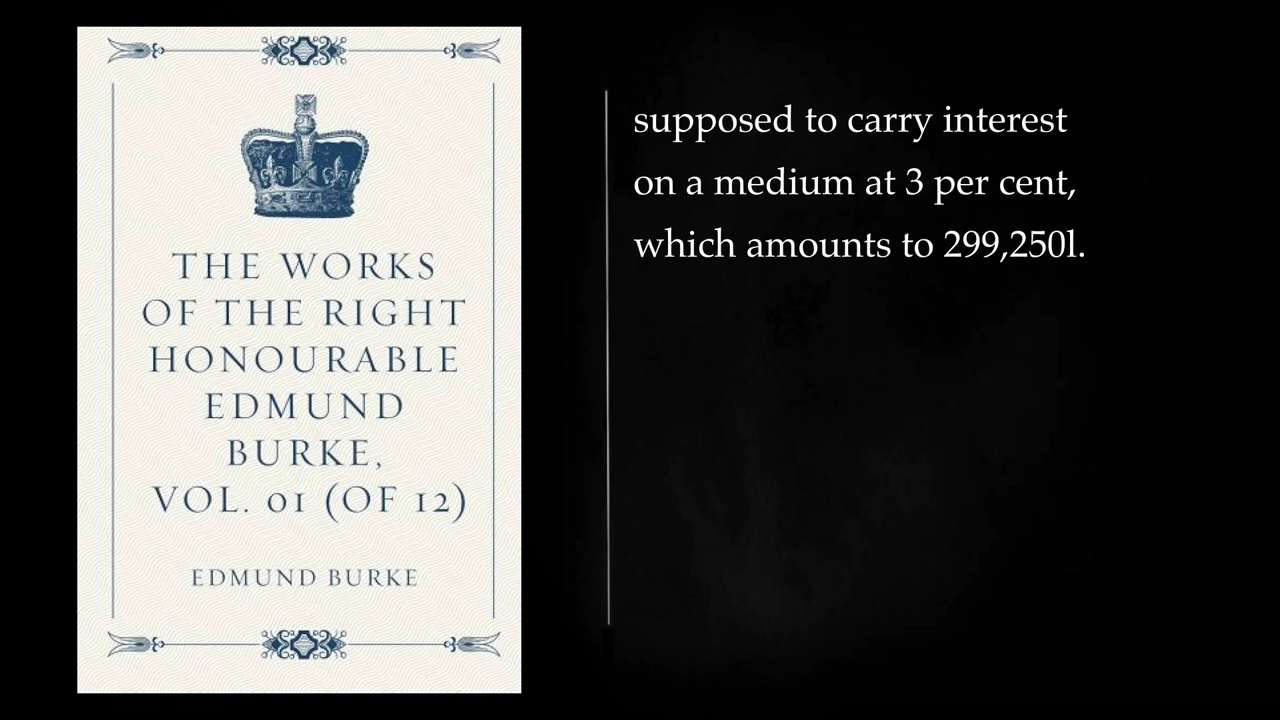 THE WORKS
OF THE RIGHT
HONOURABLE
EDMUND
BURKE,
VOL. 01 (OF 12)
EDMUND BURKE
supposed to carry interest
on a medium at 3 per cent,
which amounts to 299,250l.